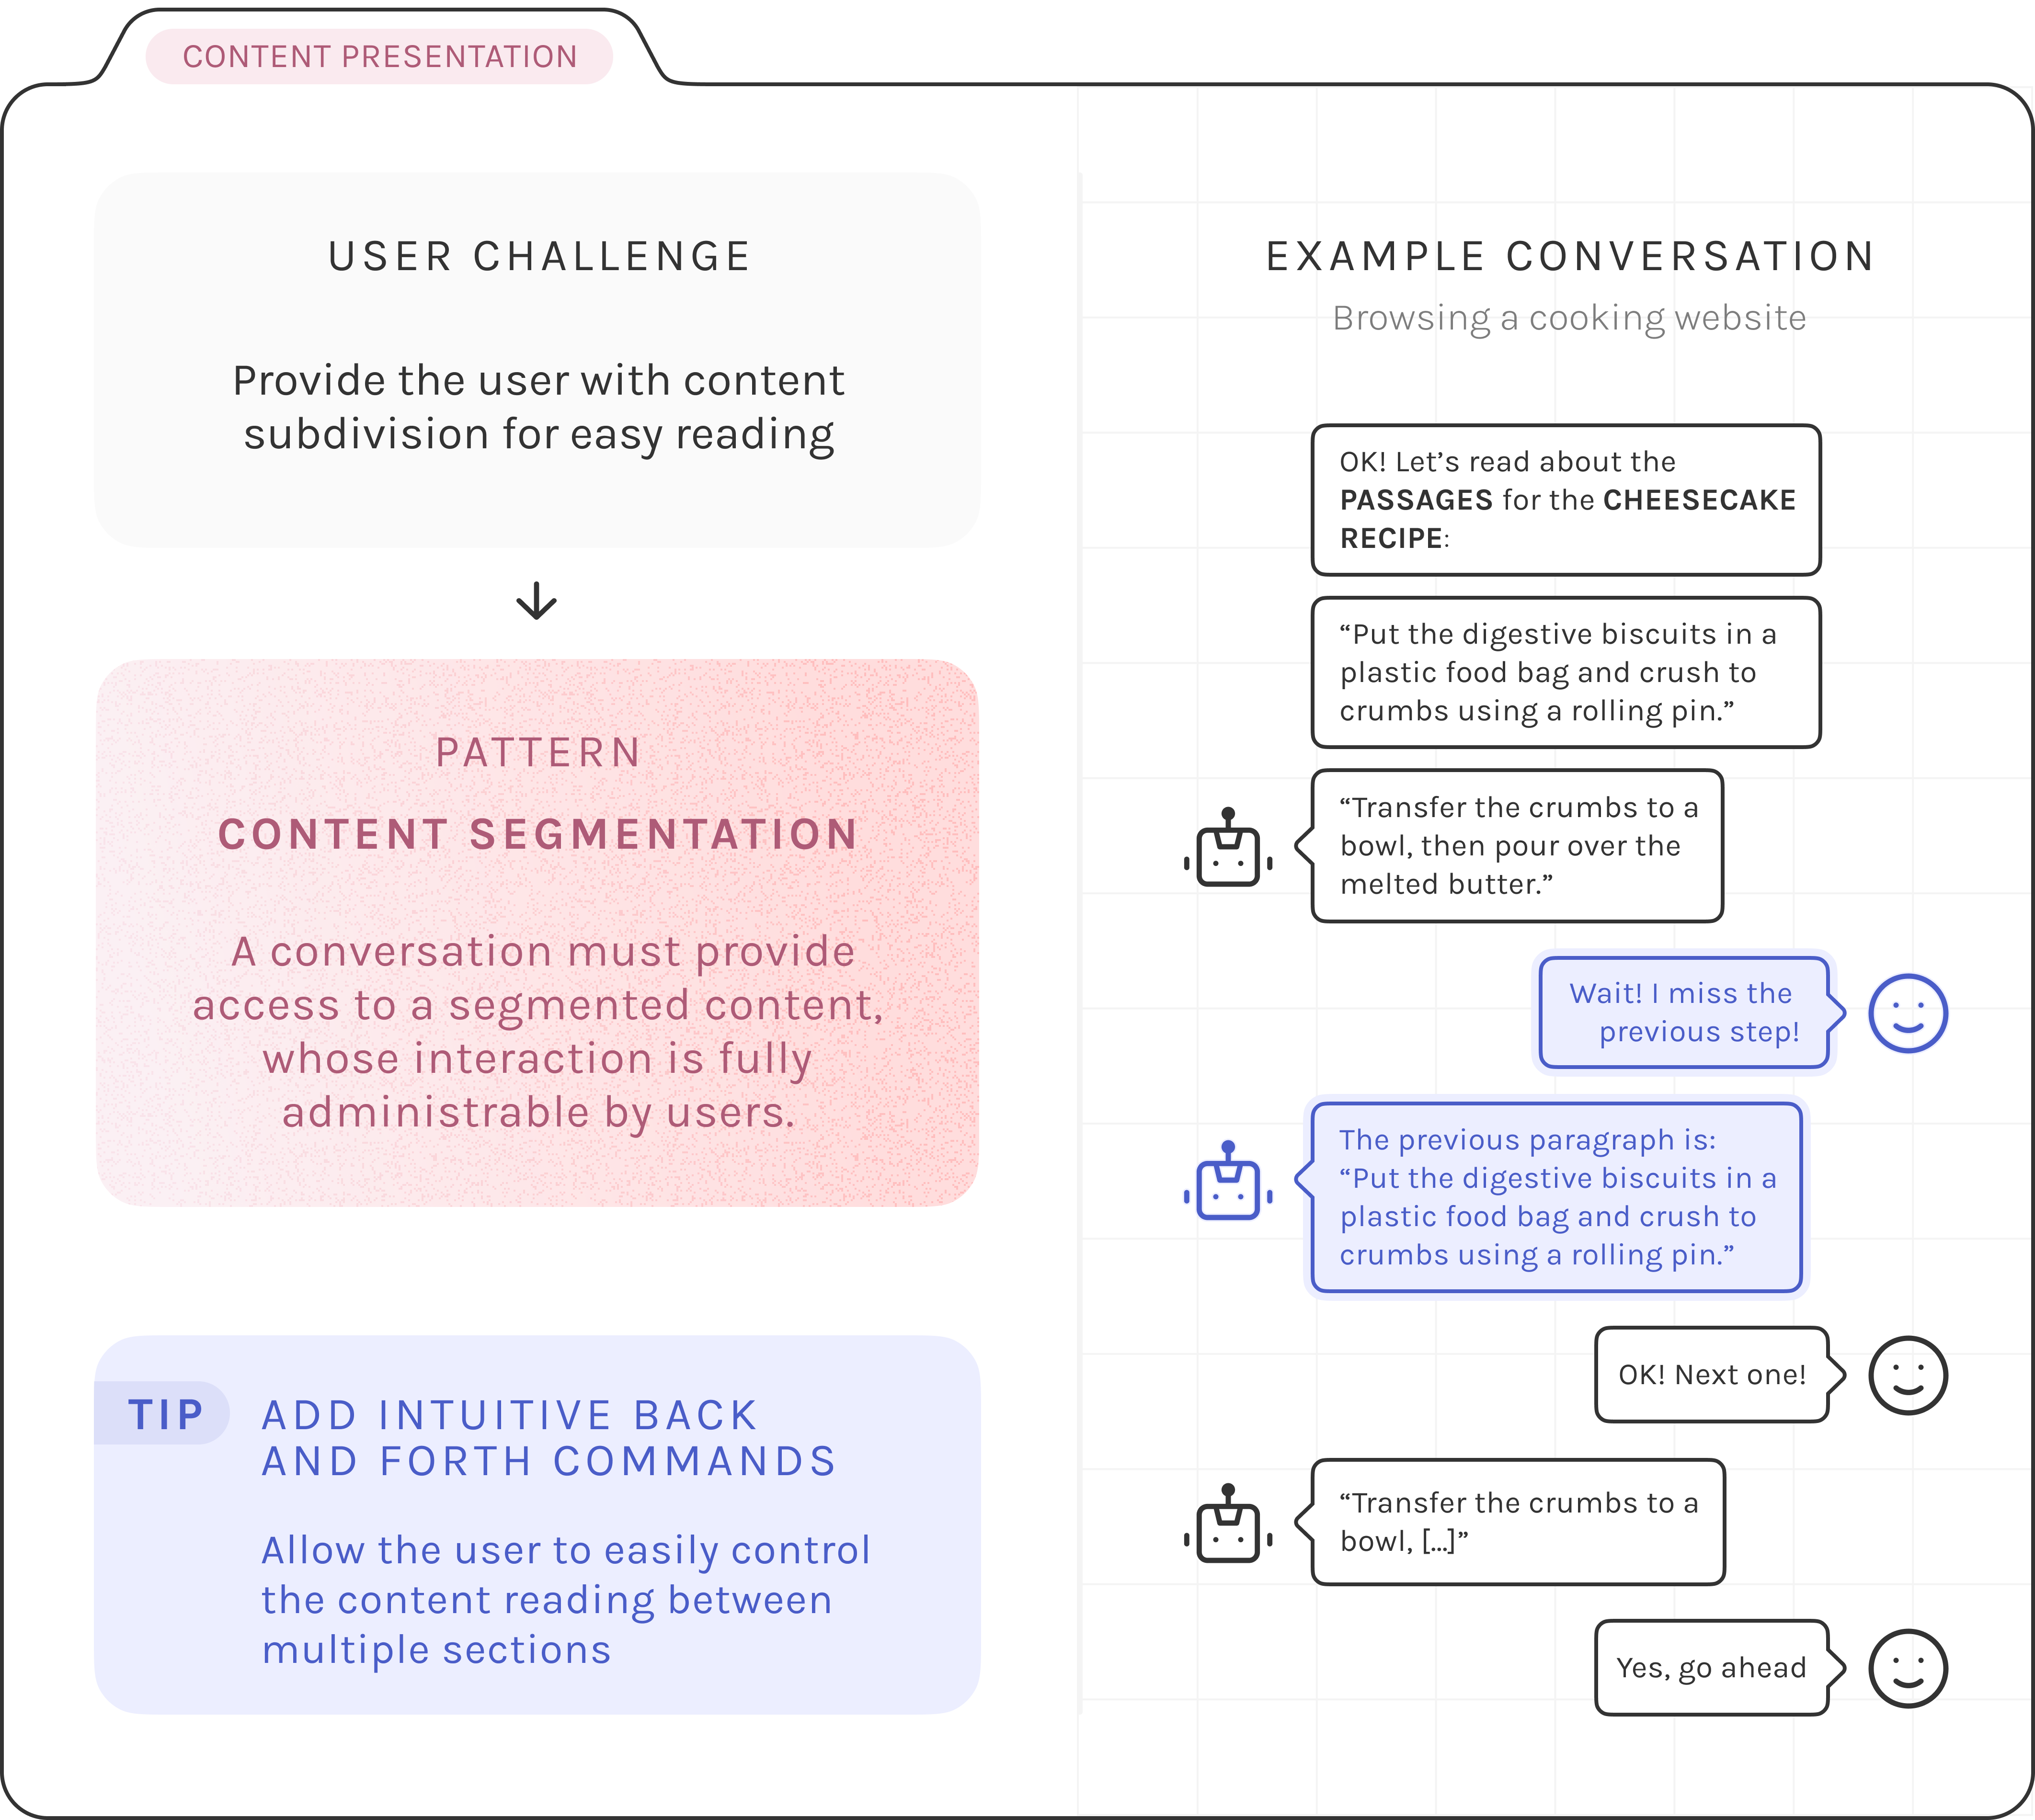 CONTENT PRESENTATION
USER CHALLENGE
Provide the user with content
subdivision for easy reading
PATTERN
CONTENT SEGMENTATION
A conversation must provide
access to a segmented content,
whose interaction is fully
administrable by users.
TIP
ADD INTUITIVE BACK
AND FORTH COMMANDS
Allow the user to easily control
the content reading between
multiple sections
EXAMPLE CONVERSATION
Browsing a cooking website
OK! Let’s read about the
PASSAGES for the CHEESECAKE
RECIPE:
“Put the digestive biscuits in a
plastic food bag and crush to
crumbs using a rolling pin.”
“Transfer the crumbs to a
bowl, then pour over the
melted butter.”
Wait! I miss the
previous step!
The previous paragraph is:
“Put the digestive biscuits in a
plastic food bag and crush to
crumbs using a rolling pin.”
OK! Next one!
“Transfer the crumbs to a
bowl, [...]”
Yes, go ahead